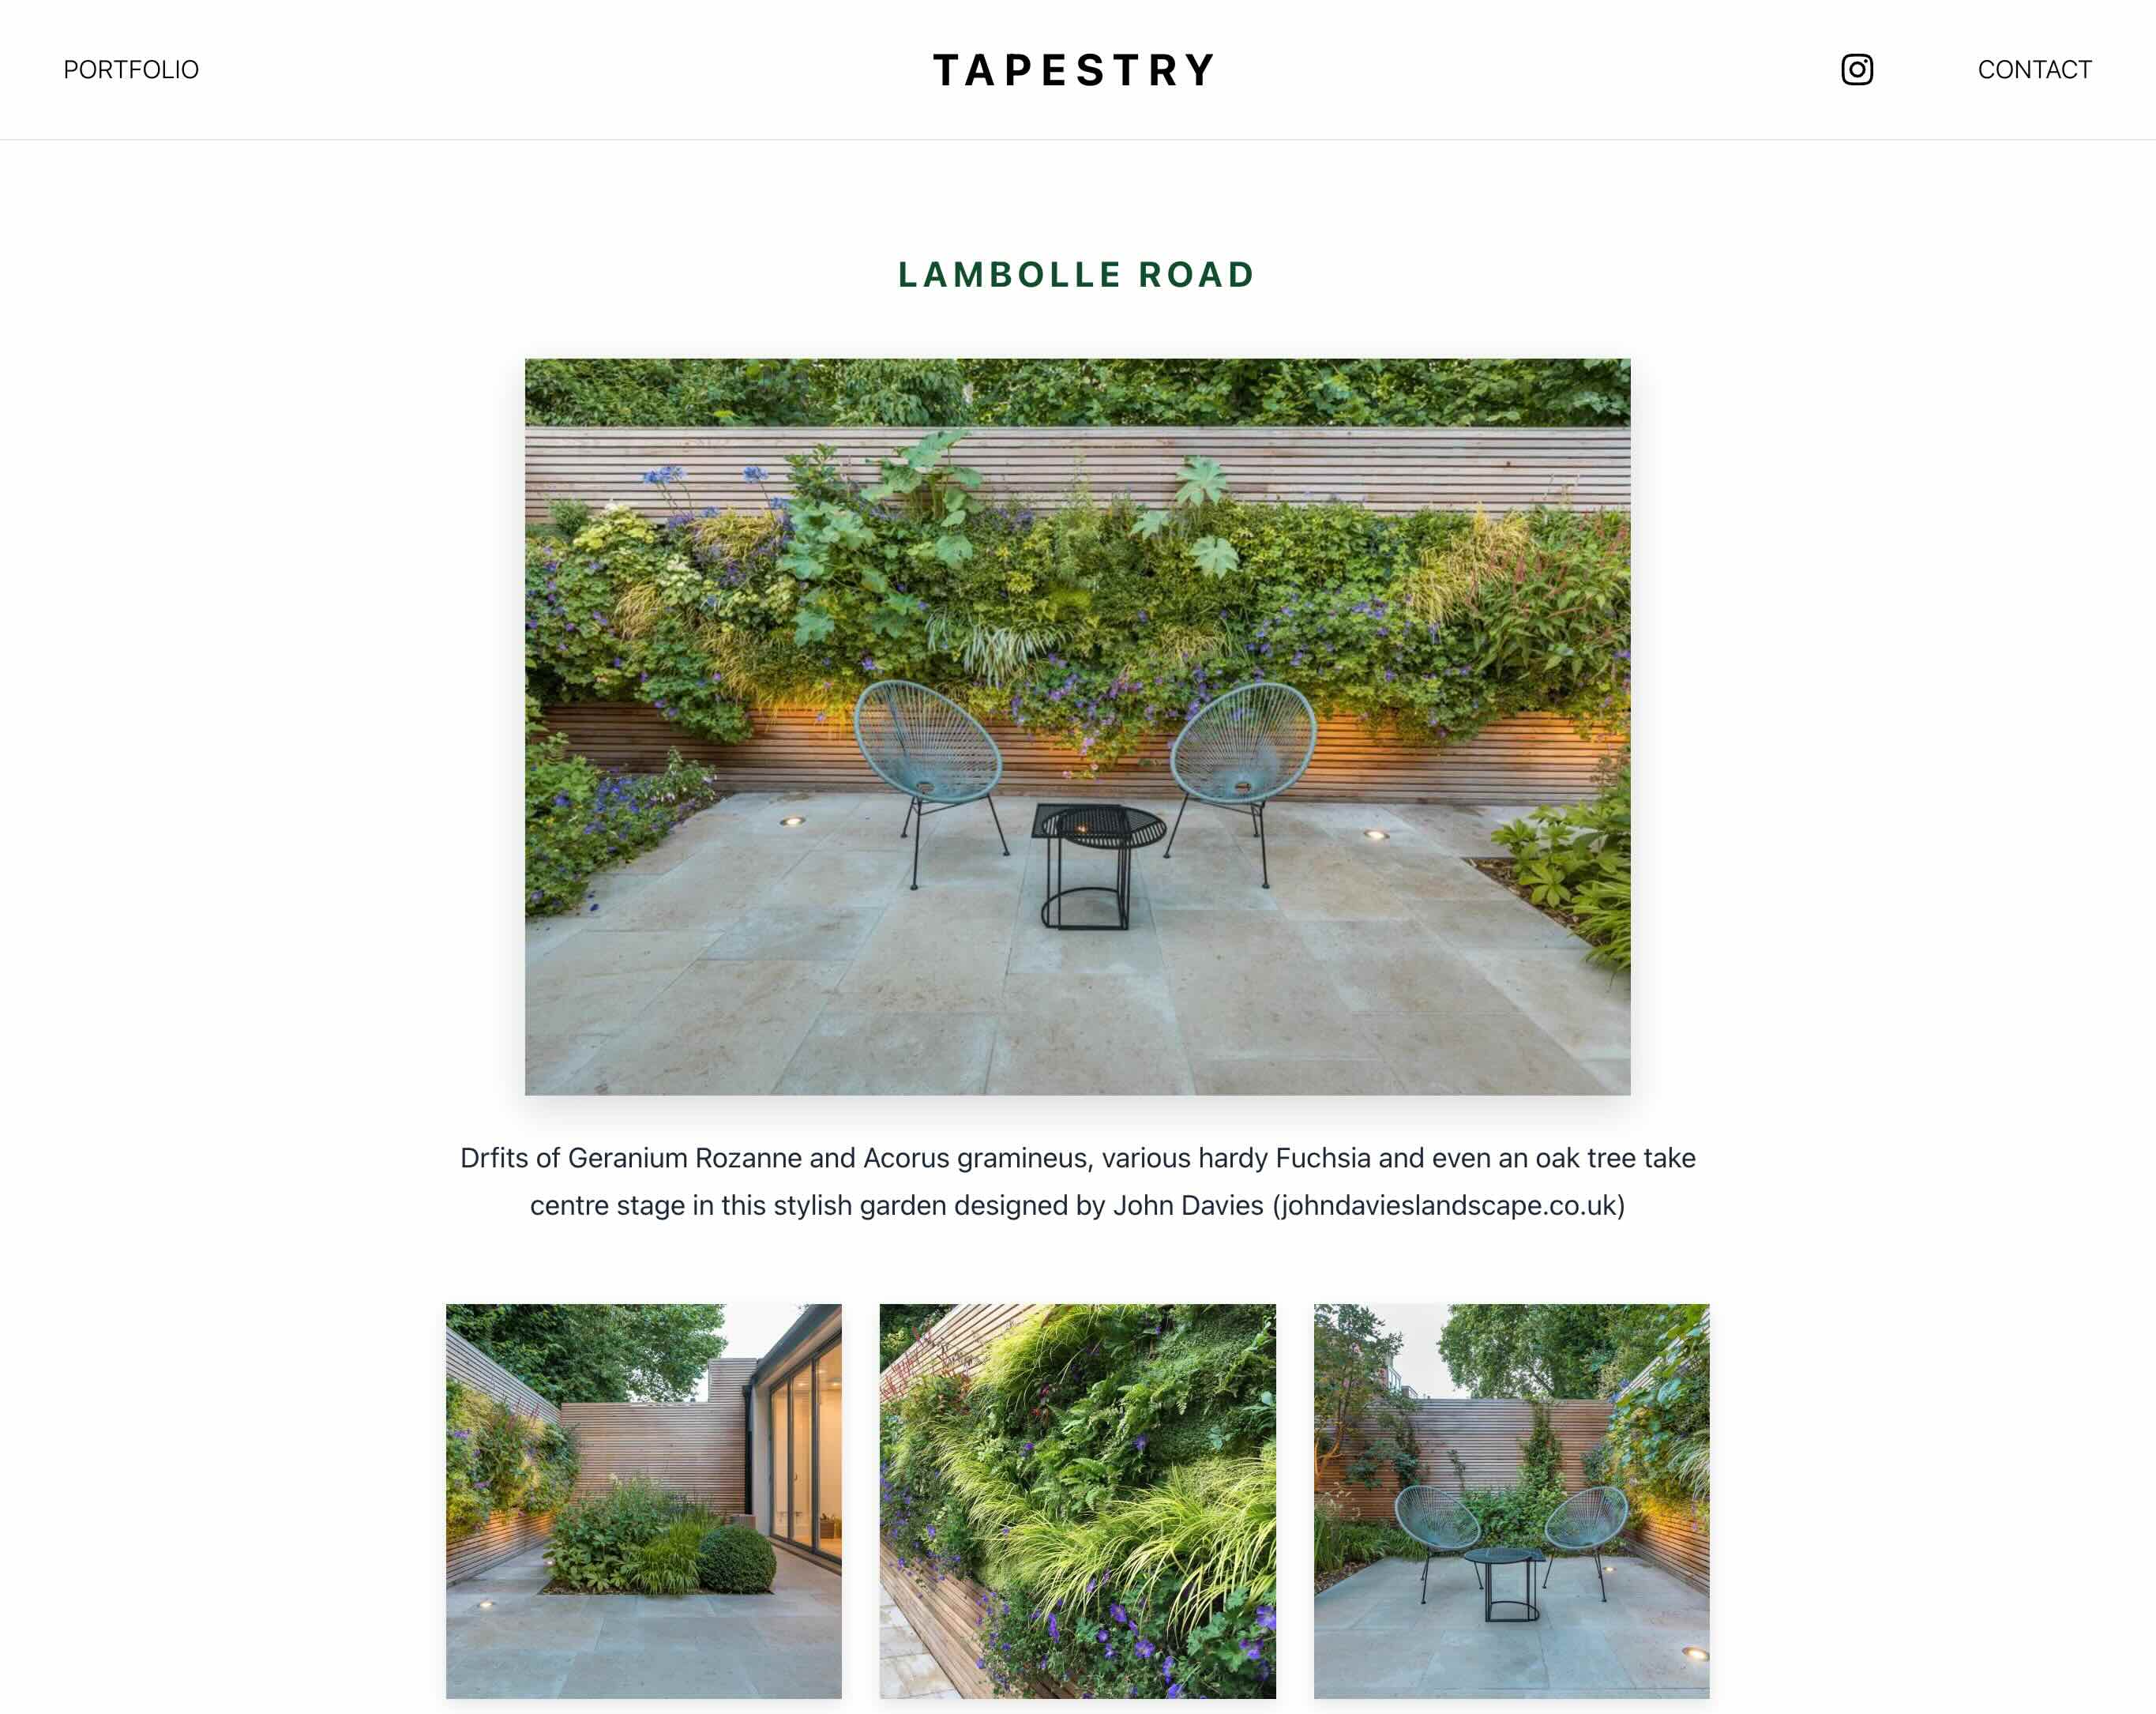 PORTFOLIO
TAPESTRY
CONTACT
LAMBOLLE ROAD
Drfits of Geranium Rozanne and Acorus gramineus, various hardy Fuchsia and even an oak tree take
centre stage in this stylish garden designed by John Davies (johndavieslandscape.co.uk)